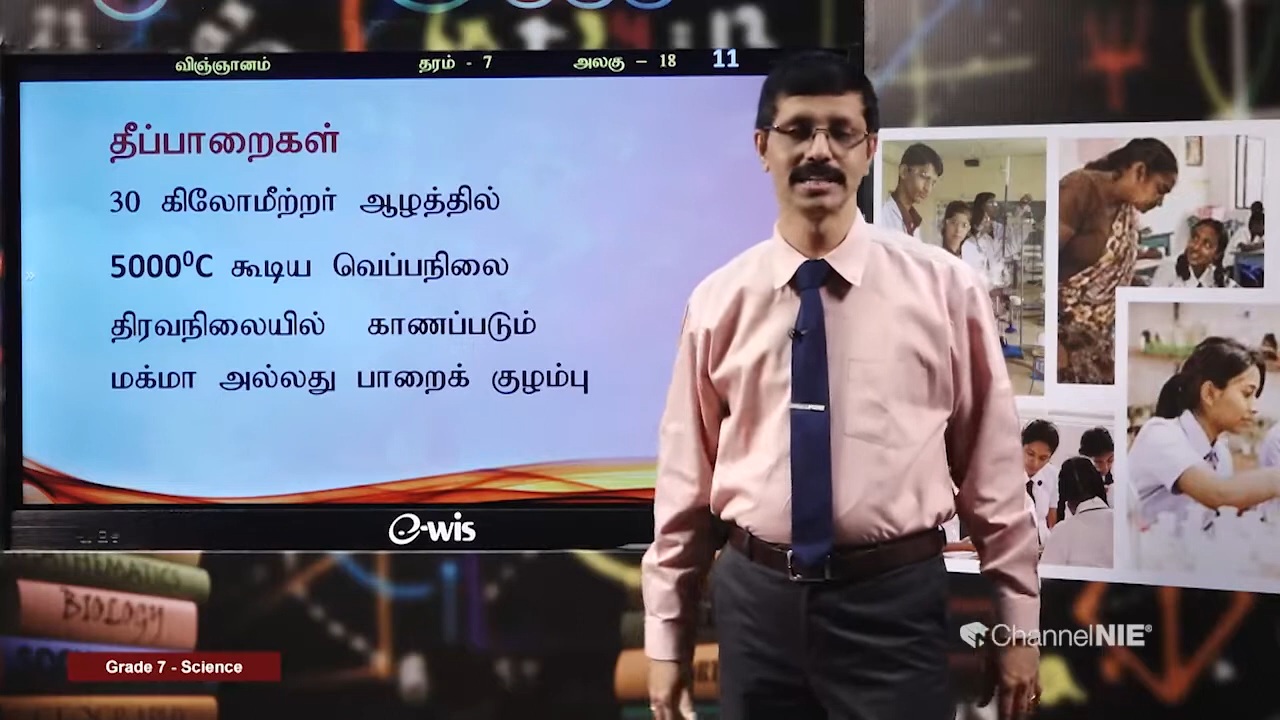 விஞ்ஞானம் தரம் - 7 அலகு – 18 11
தீப்பாறைகள்
30 கிலோமீற்றர் ஆழத்தில்
5000⁰C கூடிய வெப்பநிலை
திரவநிலையில் காணப்படும்
மக்மா அல்லது பாறைக் குழம்பு
e-wis
MATHEMATICS
BIOLOGY
Grade 7 - Science
ChannelNIE®